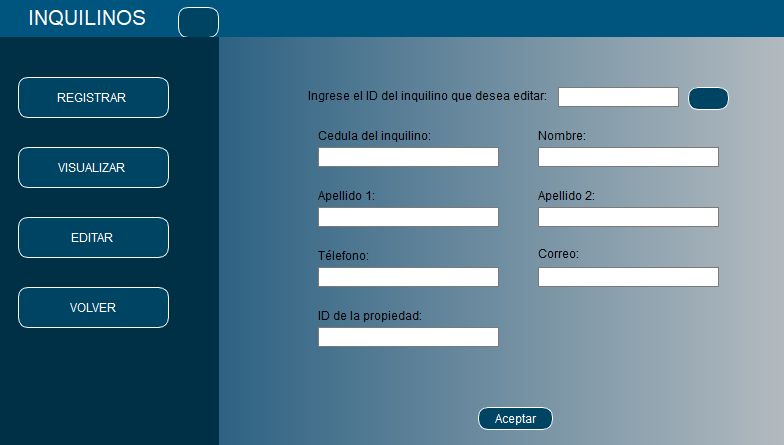 INQUILINOS
REGISTRAR
VISUALIZAR
EDITAR
VOLVER
Ingrese el ID del inquilino que desea editar:
Cedula del inquilino:
Nombre:
Apellido 1:
Apellido 2:
Télefono:
Correo:
ID de la propiedad:
Aceptar